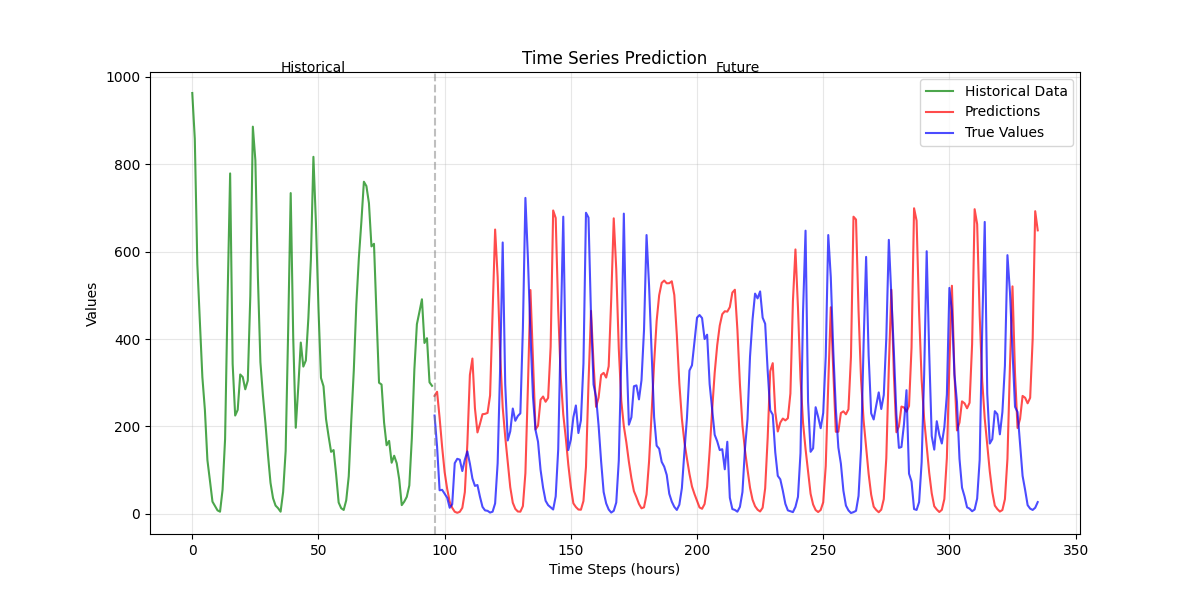 Time Series Prediction
Historical
Future
Historical Data
Predictions
True Values
Values
1000
800
600
400
200
0
0
50
100
150
200
250
300
350
Time Steps (hours)